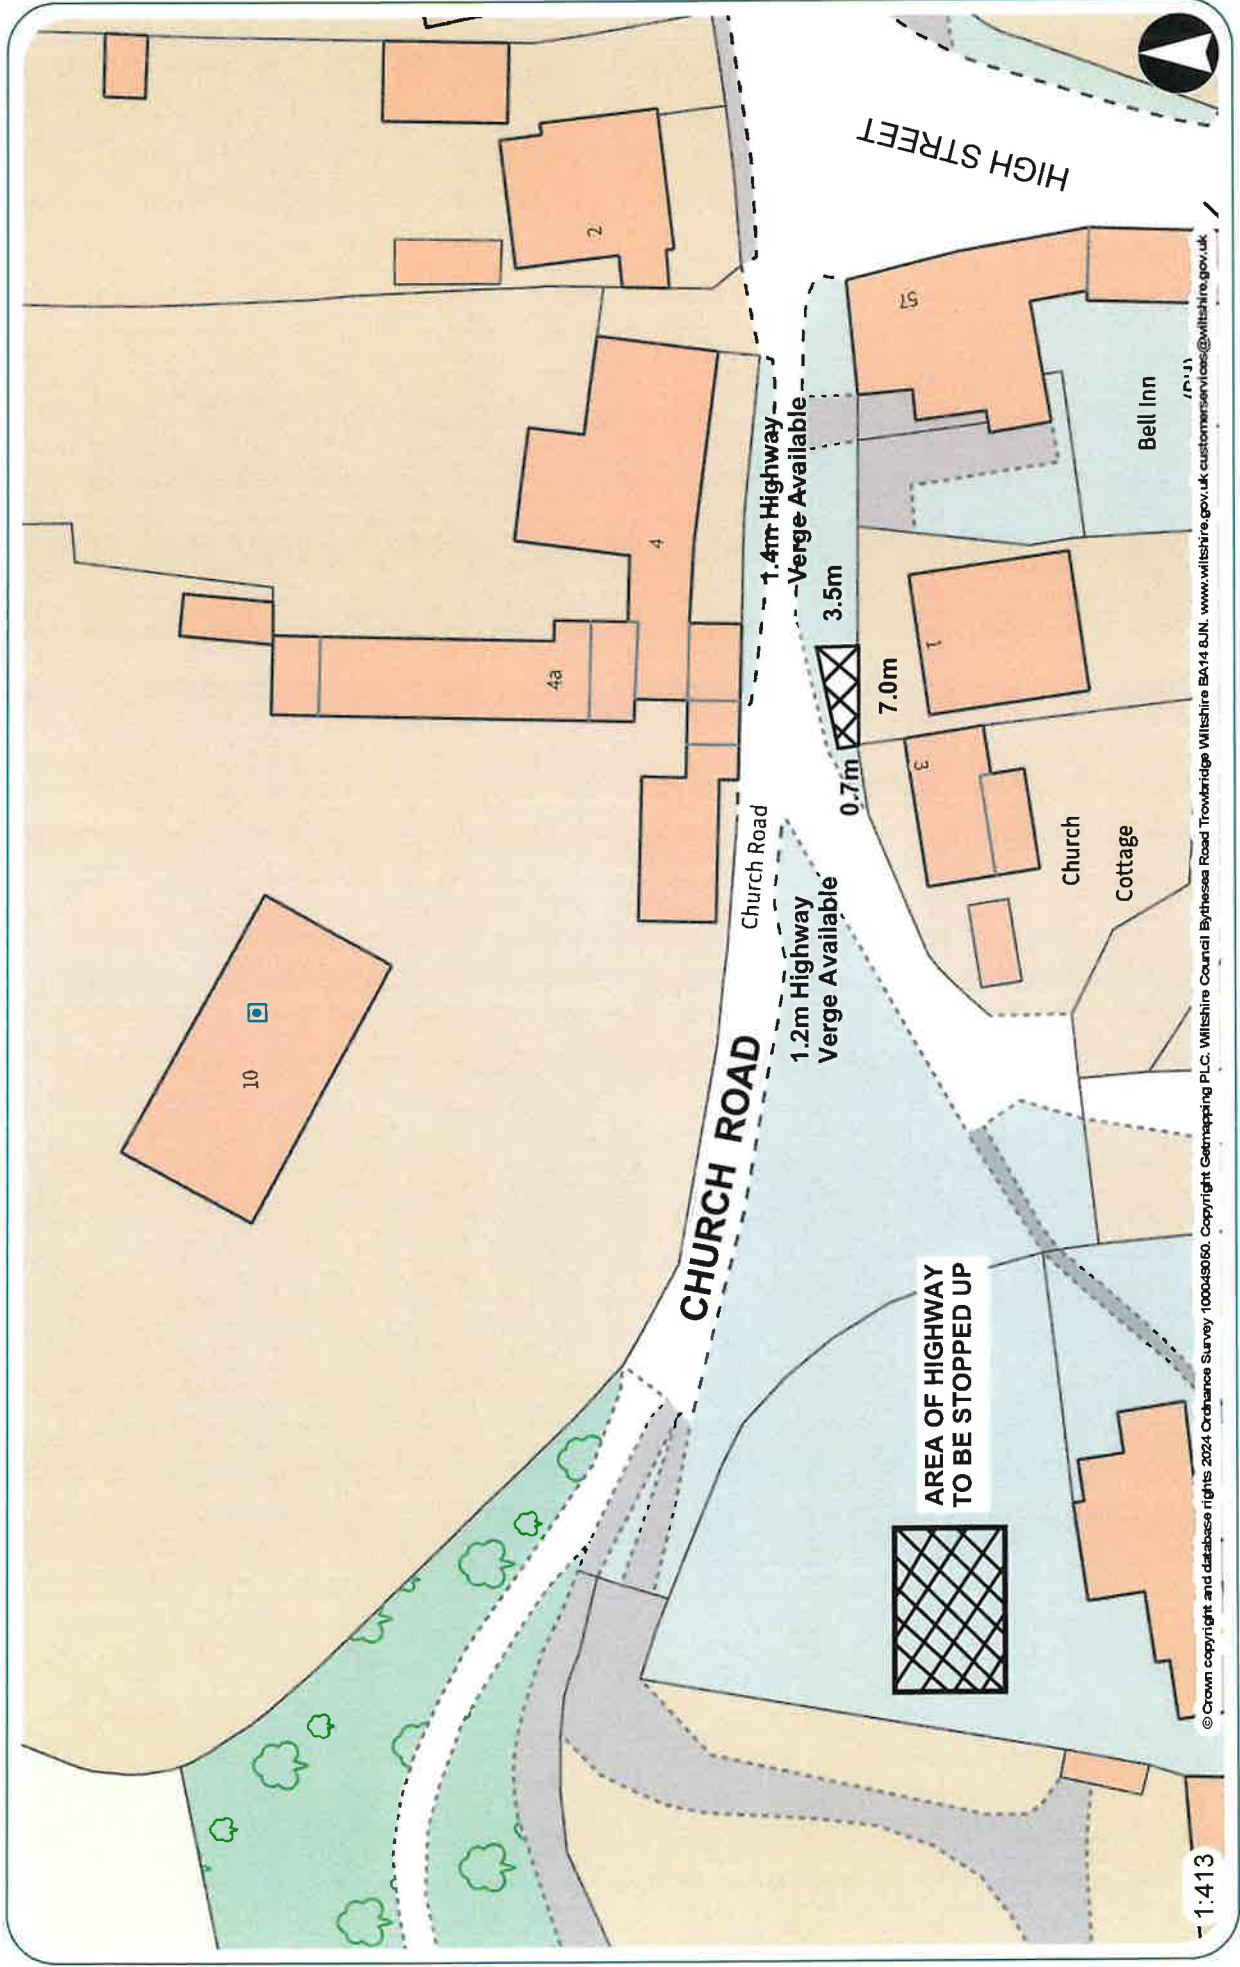 HIGH STREET
2
57
4
4a
1.4m Highway
Verge Available
3.5m
7.0m
0.7m
1
3
Bell Inn
Church
Cottage
Church Road
10
1.2m Highway
Verge Available
CHURCH ROAD
AREA OF HIGHWAY
TO BE STOPPED UP
1:413
© Crown copyright and database rights 2024 Ordnance Survey 100049050. Copyright Getmapping PLC. Wiltshire Council Bythesea Road Trowbridge Wiltshire BA14 8JN. www.wiltshire.gov.uk customerservices@wiltshire.gov.uk